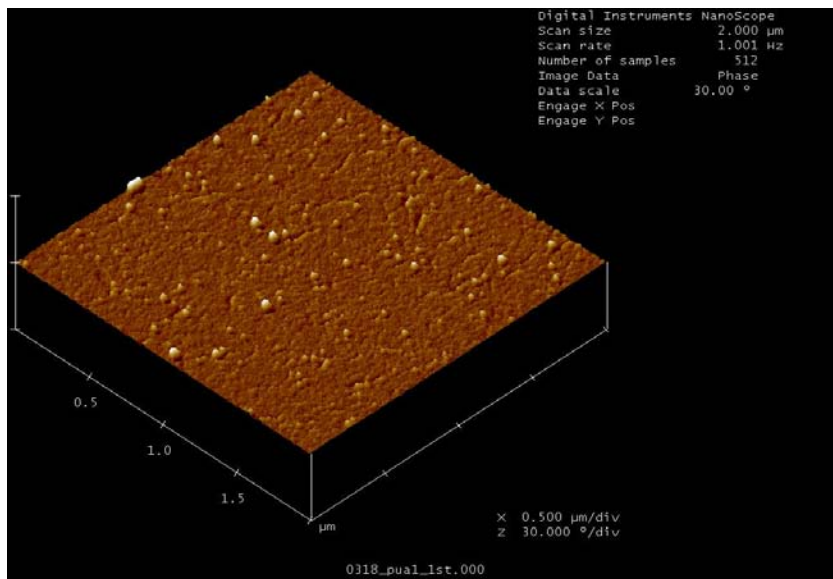 Digital Instruments NanoScope
Scan size 2.000 µm
Scan rate 1.001 Hz
Number of samples 512
Image Data Phase
Data scale 30.00 º
Engage X Pos
Engage Y Pos
0.5
1.0
1.5
µm
X 0.500 µm/div
Z 30.000 º/div
0318_pua1_1st.000